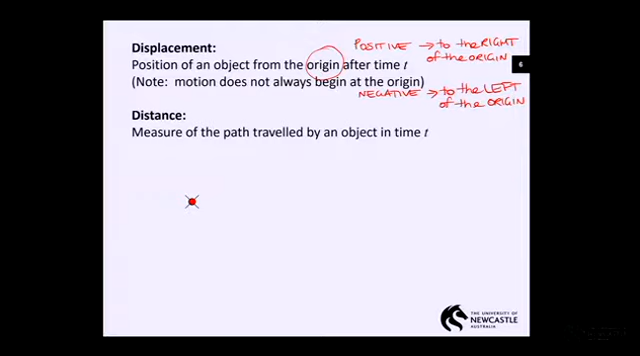 Displacement:
POSITIVE → to the RIGHT
of the ORIGIN
Position of an object from the origin after time t
6
(Note: motion does not always begin at the origin)
NEGATIVE → to the LEFT
of the ORIGIN
Distance:
Measure of the path travelled by an object in time t
THE UNIVERSITY OF
NEWCASTLE
AUSTRALIA